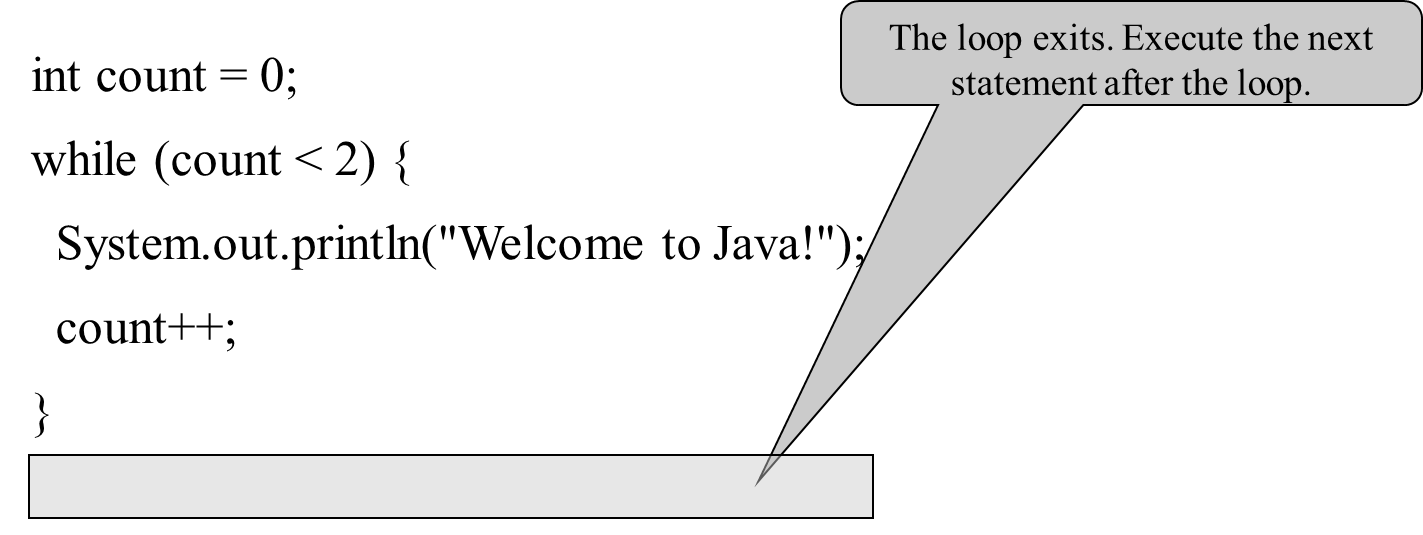 The loop exits. Execute the next
statement after the loop.
int count = 0;
while (count < 2) {
System.out.println("Welcome to Java!");
count++;
}